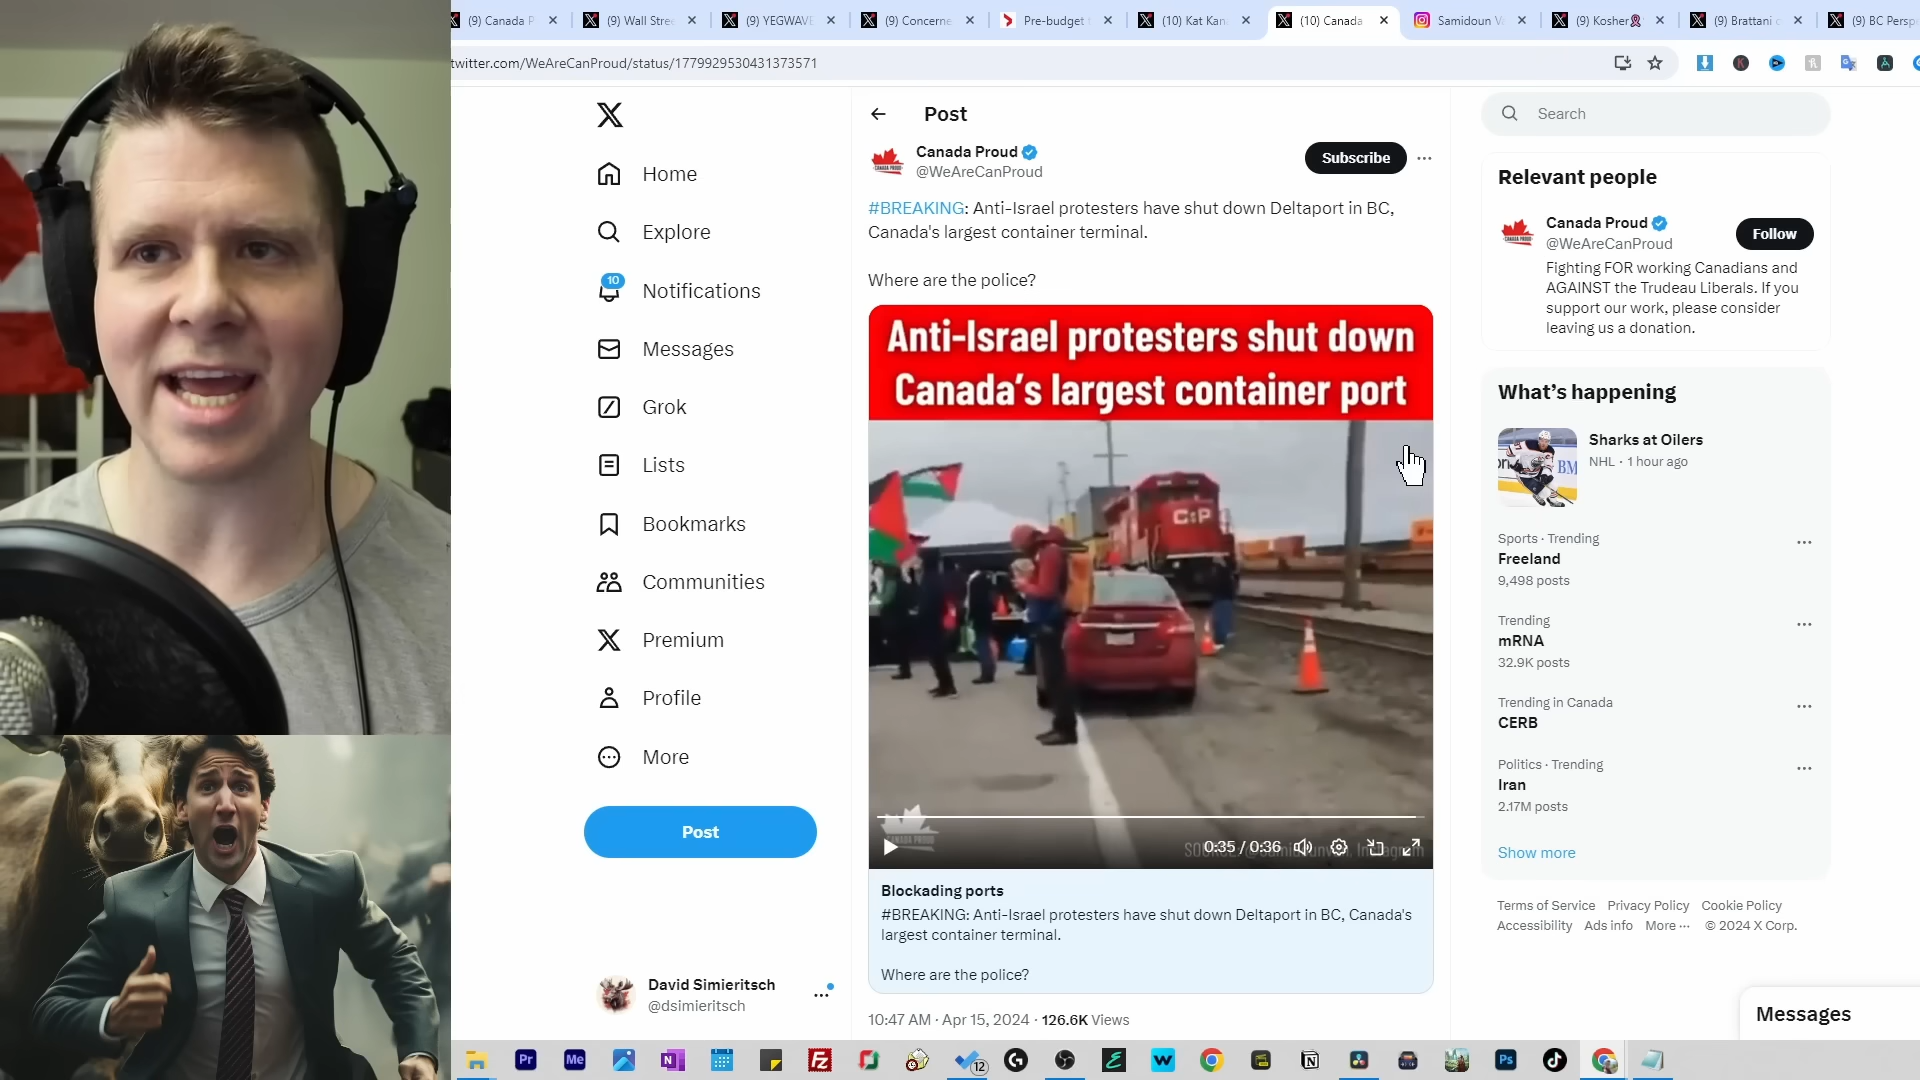 (9) Canada P
(9) Wall Stre
(9) YEGWAVE
(9) Concerne
Pre-budget
(10) Kat Kan
(10) Canada
Samidoun V
(9) Kosher
(9) Brattani
(9) BC Persp
twitter.com/WeAreCanProud/status/1779929530431373571
Home
Explore
10
Notifications
Messages
Grok
Lists
Bookmarks
Communities
Premium
Profile
More
Post
David Simieritsch
@dsimieritsch
Post
Canada Proud
@WeAreCanProud
Subscribe
#BREAKING: Anti-Israel protesters have shut down Deltaport in BC,
Canada's largest container terminal.
Where are the police?
Anti-Israel protesters shut down
Canada's largest container port
C P
0:35 / 0:36
Blockading ports
#BREAKING: Anti-Israel protesters have shut down Deltaport in BC, Canada's
largest container terminal.
Where are the police?
10:47 AM · Apr 15, 2024 · 126.6K Views
Search
Relevant people
Canada Proud
@WeAreCanProud
Follow
Fighting FOR working Canadians and
AGAINST the Trudeau Liberals. If you
support our work, please consider
leaving us a donation.
What's happening
Sharks at Oilers
NHL · 1 hour ago
Sports · Trending
Freeland
9,498 posts
Trending
mRNA
32.9K posts
Trending in Canada
CERB
Politics · Trending
Iran
2.17M posts
Show more
Terms of Service Privacy Policy Cookie Policy
Accessibility Ads info More ··· © 2024 X Corp.
Messages
Pr
Me
N
12
Ps